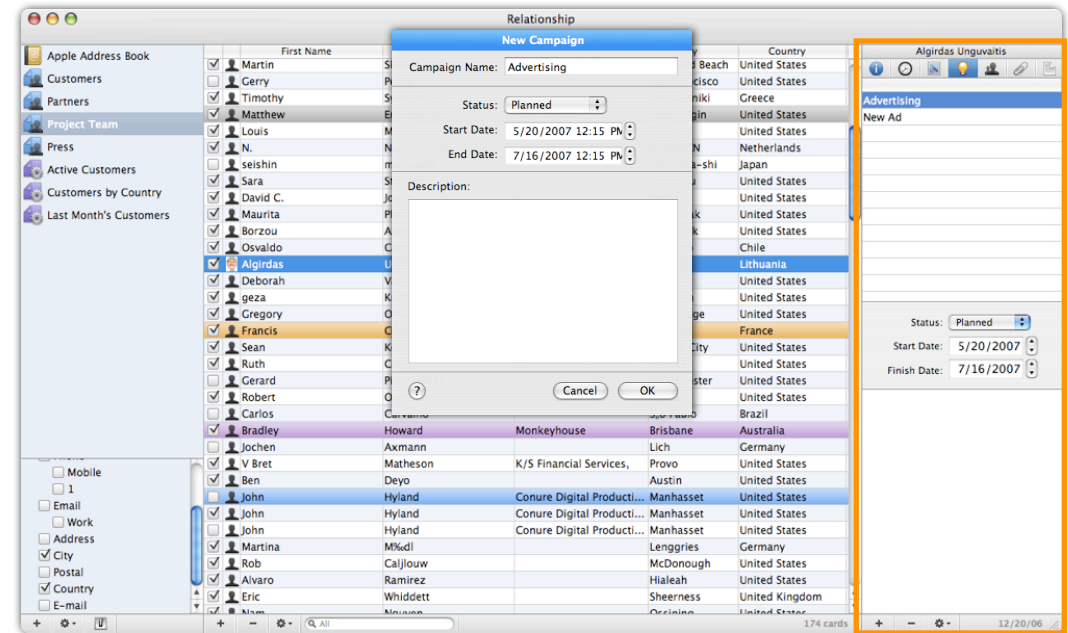 Relationship
Apple Address Book
Customers
Partners
Project Team
Press
Active Customers
Customers by Country
Last Month's Customers
Mobile
1
Email
Work
Address
City
Postal
Country
E-mail
First Name
Country
Martin Beach United States
Gerry cisco United States
Timothy niki Greece
Matthew gin United States
Louis United States
N. Netherlands
seishin a-shi Japan
Sara United States
David C. United States
Maurita United States
Borzou United States
Osvaldo Chile
Algirdas Lithuania
Deborah United States
geza United States
Gregory ge United States
Francis France
Sean City United States
Ruth United States
Gerard ster United States
Robert United States
Carlos Brazil
Bradley Howard Monkeyhouse Brisbane Australia
Jochen Axmann Lich Germany
V Bret Matheson K/S Financial Services, Provo United States
Ben Deyo Austin United States
John Hyland Conure Digital Producti... Manhasset United States
John Hyland Conure Digital Producti... Manhasset United States
John Hyland Conure Digital Producti... Manhasset United States
Martina M‰dl Lenggries Germany
Rob Caljlouw McDonough United States
Alvaro Ramirez Hialeah United States
Eric Whiddett Sheerness United Kingdom
Nam Nguyen Ossining United States
All
174 cards
New Campaign
Campaign Name: Advertising
Status: Planned
Start Date: 5/20/2007 12:15 PM
End Date: 7/16/2007 12:15 PM
Description:
?
Cancel OK
Algirdas Unguvaitis
Advertising
New Ad
Status: Planned
Start Date: 5/20/2007
Finish Date: 7/16/2007
12/20/06